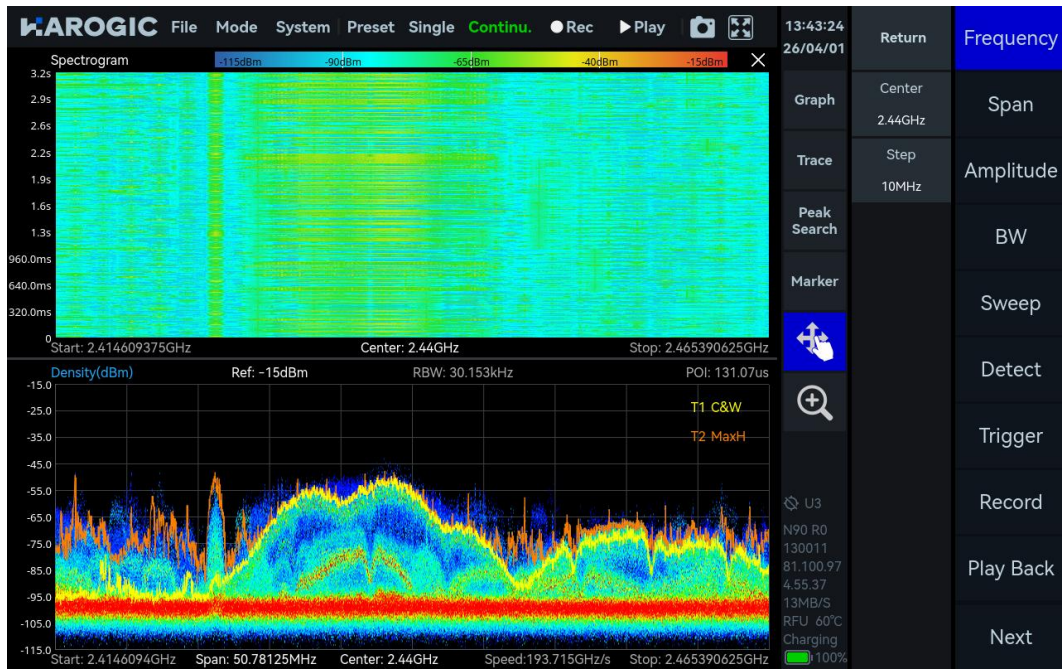 HAROGIC File Mode System Preset Single Continu. Rec Play
13:43:24
26/04/01
Return
Frequency
Spectrogram
-115dBm -90dBm -65dBm -40dBm -15dBm
3.2s
2.9s
2.6s
2.2s
1.9s
1.6s
1.3s
960.0ms
640.0ms
320.0ms
0
Start: 2.414609375GHz Center: 2.44GHz Stop: 2.465390625GHz
Density(dBm) Ref: -15dBm RBW: 30.153kHz POI: 131.07us
T1 C&W
T2 MaxH
-15.0
-25.0
-35.0
-45.0
-55.0
-65.0
-75.0
-85.0
-95.0
-105.0
-115.0
Start: 2.4146094GHz Span: 50.78125MHz Center: 2.44GHz Speed:193.715GHz/s Stop: 2.465390625GHz
Graph
Trace
Peak
Search
Marker
U3
N90 R0
130011
81.100.97
4.55.37
13MB/S
RFU 60℃
Charging
100%
Center
2.44GHz
Step
10MHz
Span
Amplitude
BW
Sweep
Detect
Trigger
Record
Play Back
Next